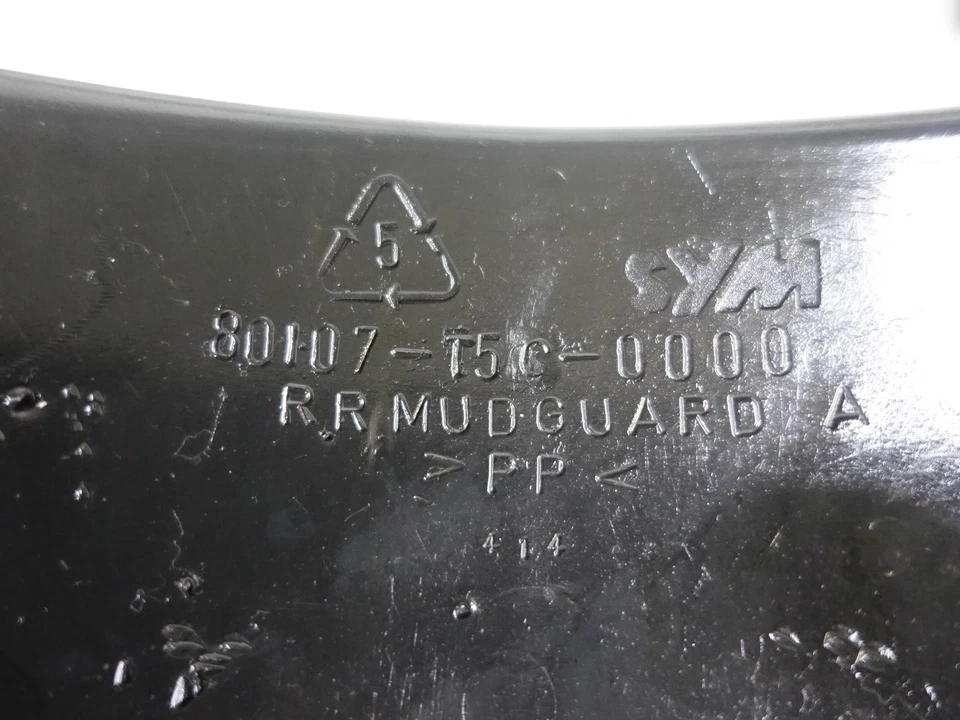 5
SYM
80107-T5C-0000
RR MUDGUARD A
>PP<
414